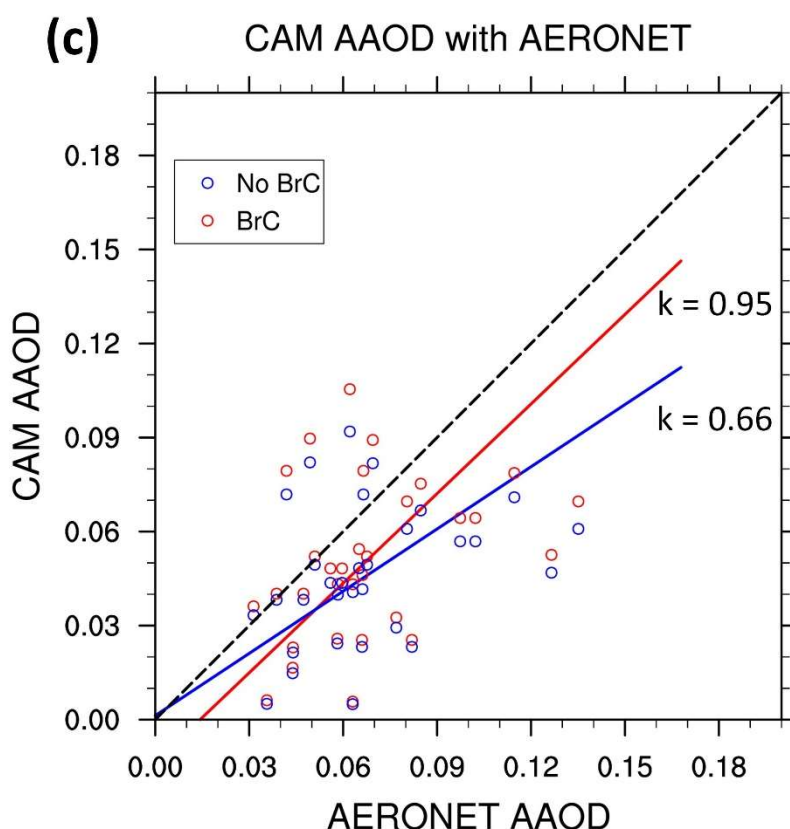 (c) CAM AAOD with AERONET
0.18
0.15
0.12
0.09
0.06
0.03
0.00
CAM AAOD
No BrC
BrC
k = 0.95
k = 0.66
0.00 0.03 0.06 0.09 0.12 0.15 0.18
AERONET AAOD